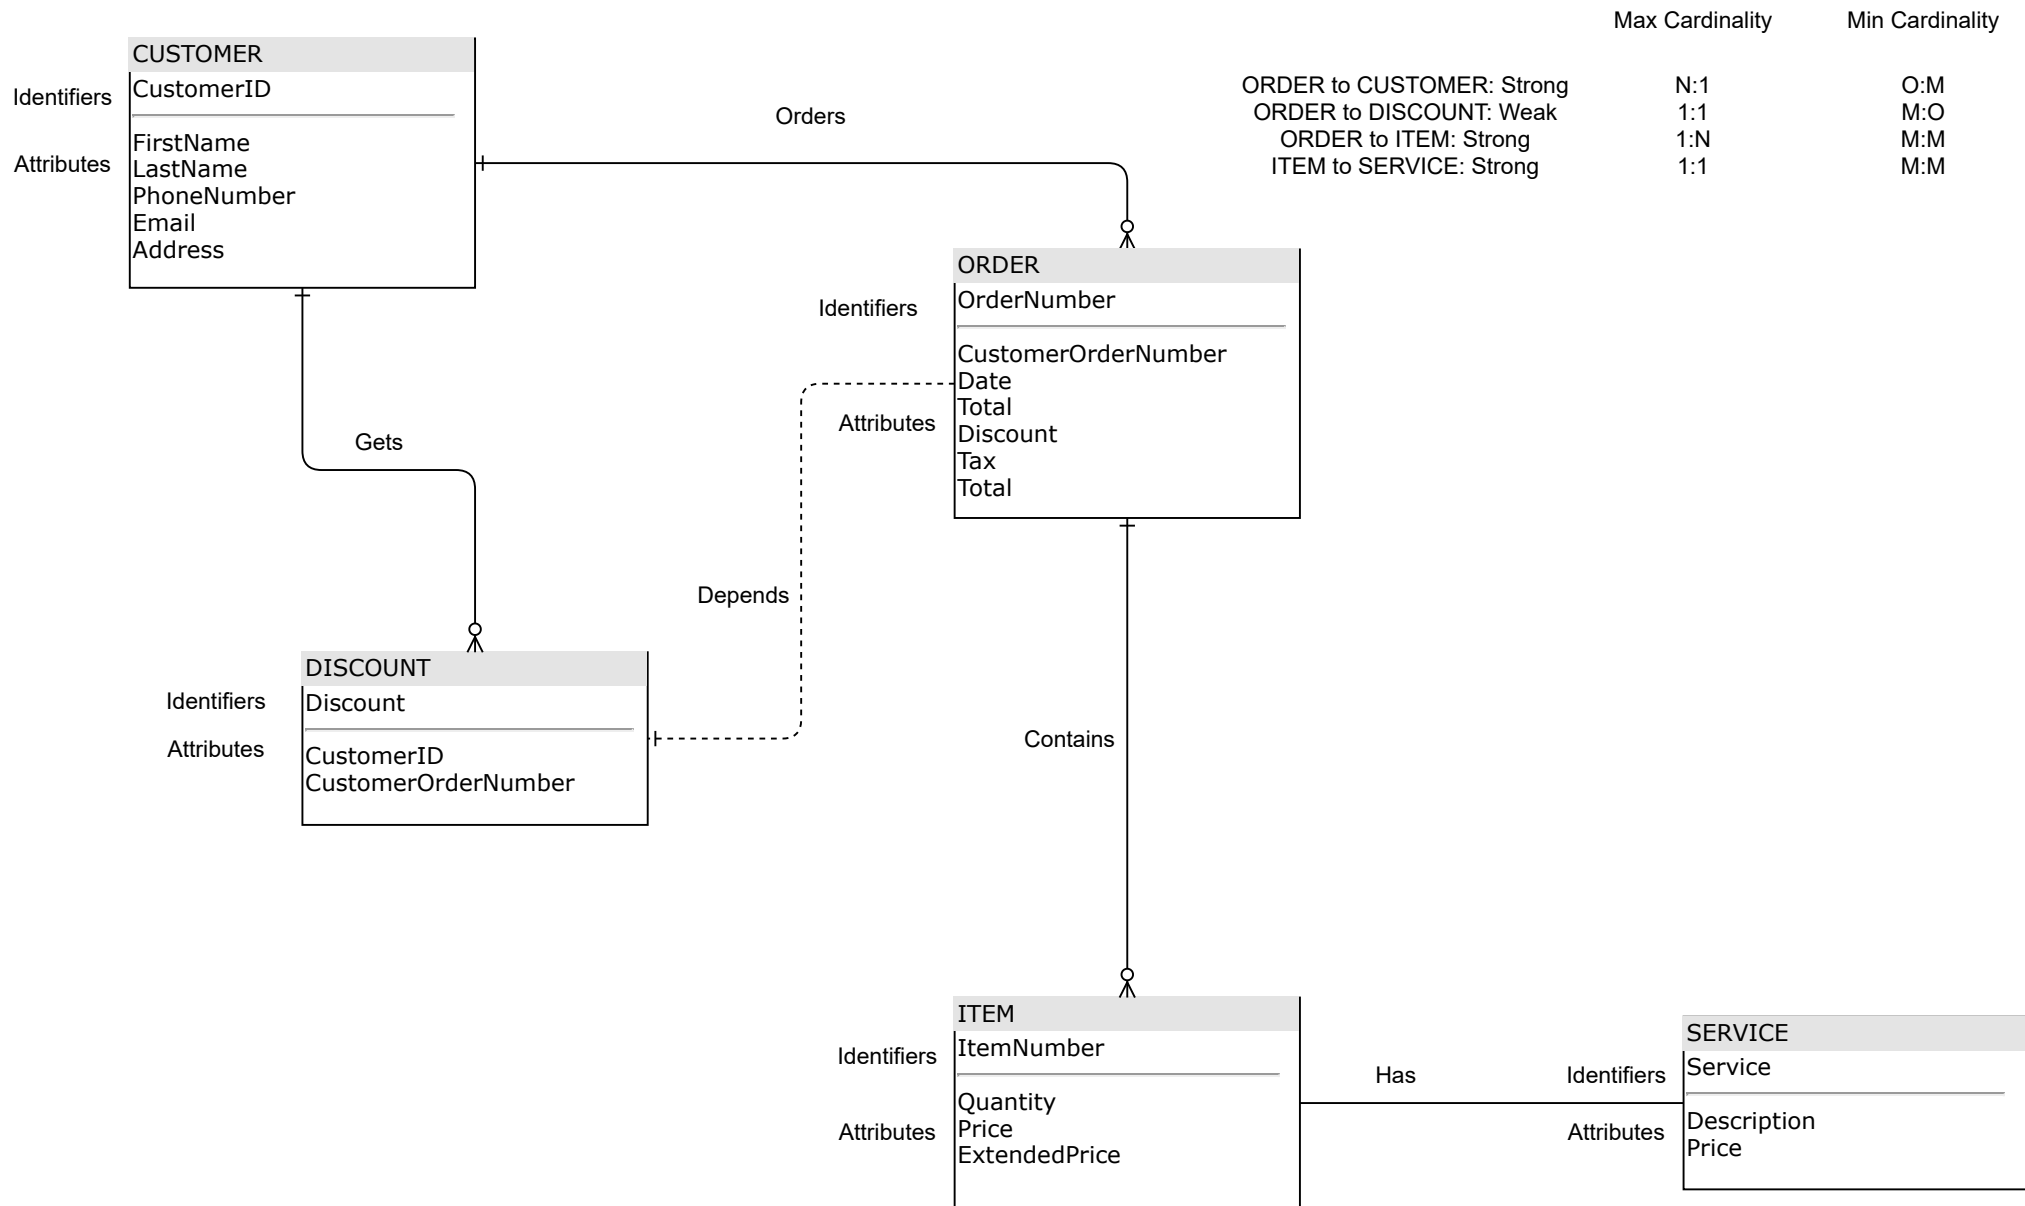 Max Cardinality Min Cardinality
ORDER to CUSTOMER: Strong N:1 O:M
ORDER to DISCOUNT: Weak 1:1 M:O
ORDER to ITEM: Strong 1:N M:M
ITEM to SERVICE: Strong 1:1 M:M
CUSTOMER
Identifiers
CustomerID
Attributes
FirstName
LastName
PhoneNumber
Email
Address
Orders
ORDER
Identifiers
OrderNumber
Attributes
CustomerOrderNumber
Date
Total
Discount
Tax
Total
Gets
Depends
DISCOUNT
Identifiers
Discount
Attributes
CustomerID
CustomerOrderNumber
Contains
ITEM
Identifiers
ItemNumber
Attributes
Quantity
Price
ExtendedPrice
Has
SERVICE
Identifiers
Service
Attributes
Description
Price